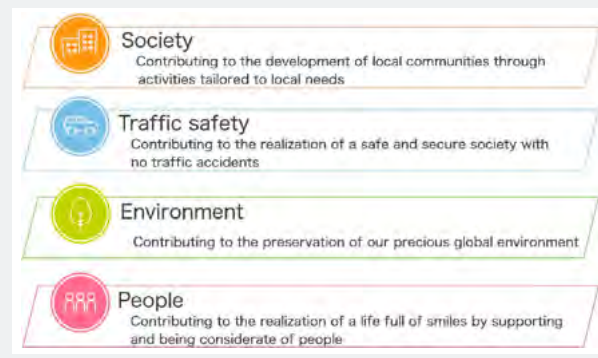 Society
Contributing to the development of local communities through
activities tailored to local needs
Traffic safety
Contributing to the realization of a safe and secure society with
no traffic accidents
Environment
Contributing to the preservation of our precious global environment
People
Contributing to the realization of a life full of smiles by supporting
and being considerate of people